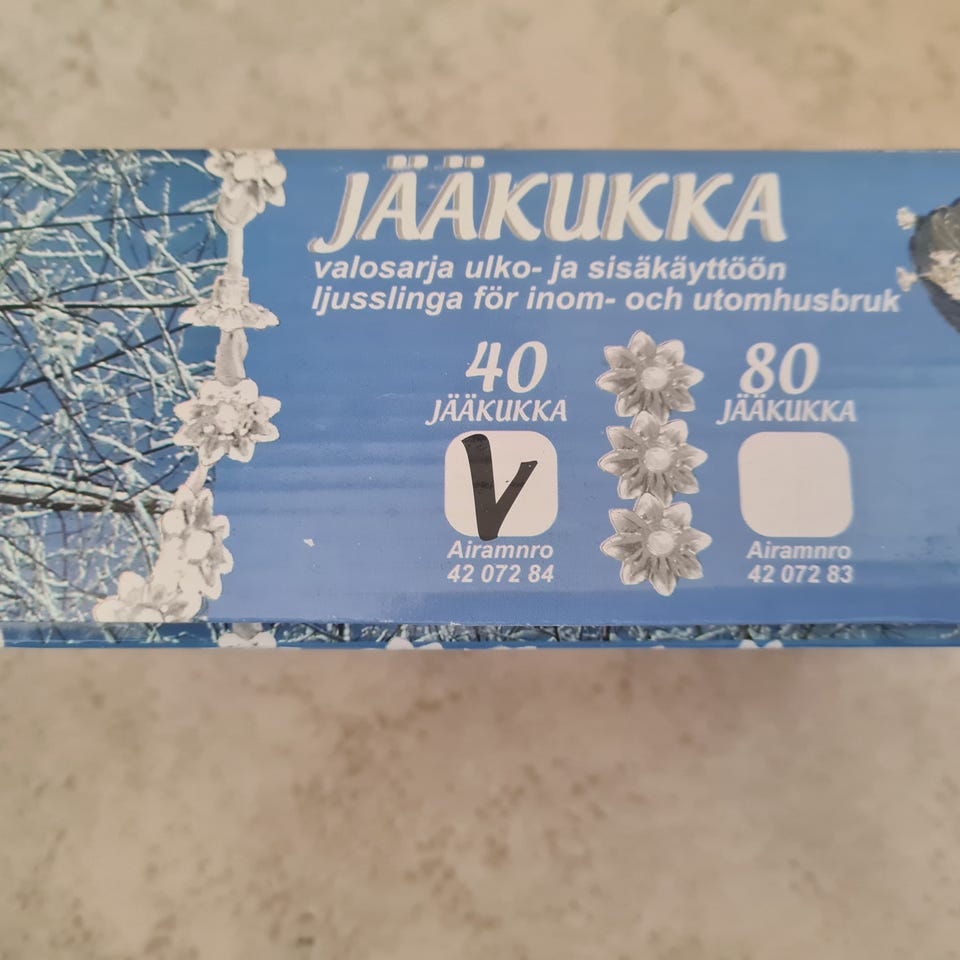 JÄÄKUKKA
valosarja ulko- ja sisäkäyttöön
ljusslinga för inom- och utomhusbruk
40
JÄÄKUKKA
Airamnro
42 072 84
80
JÄÄKUKKA
Airamnro
42 072 83